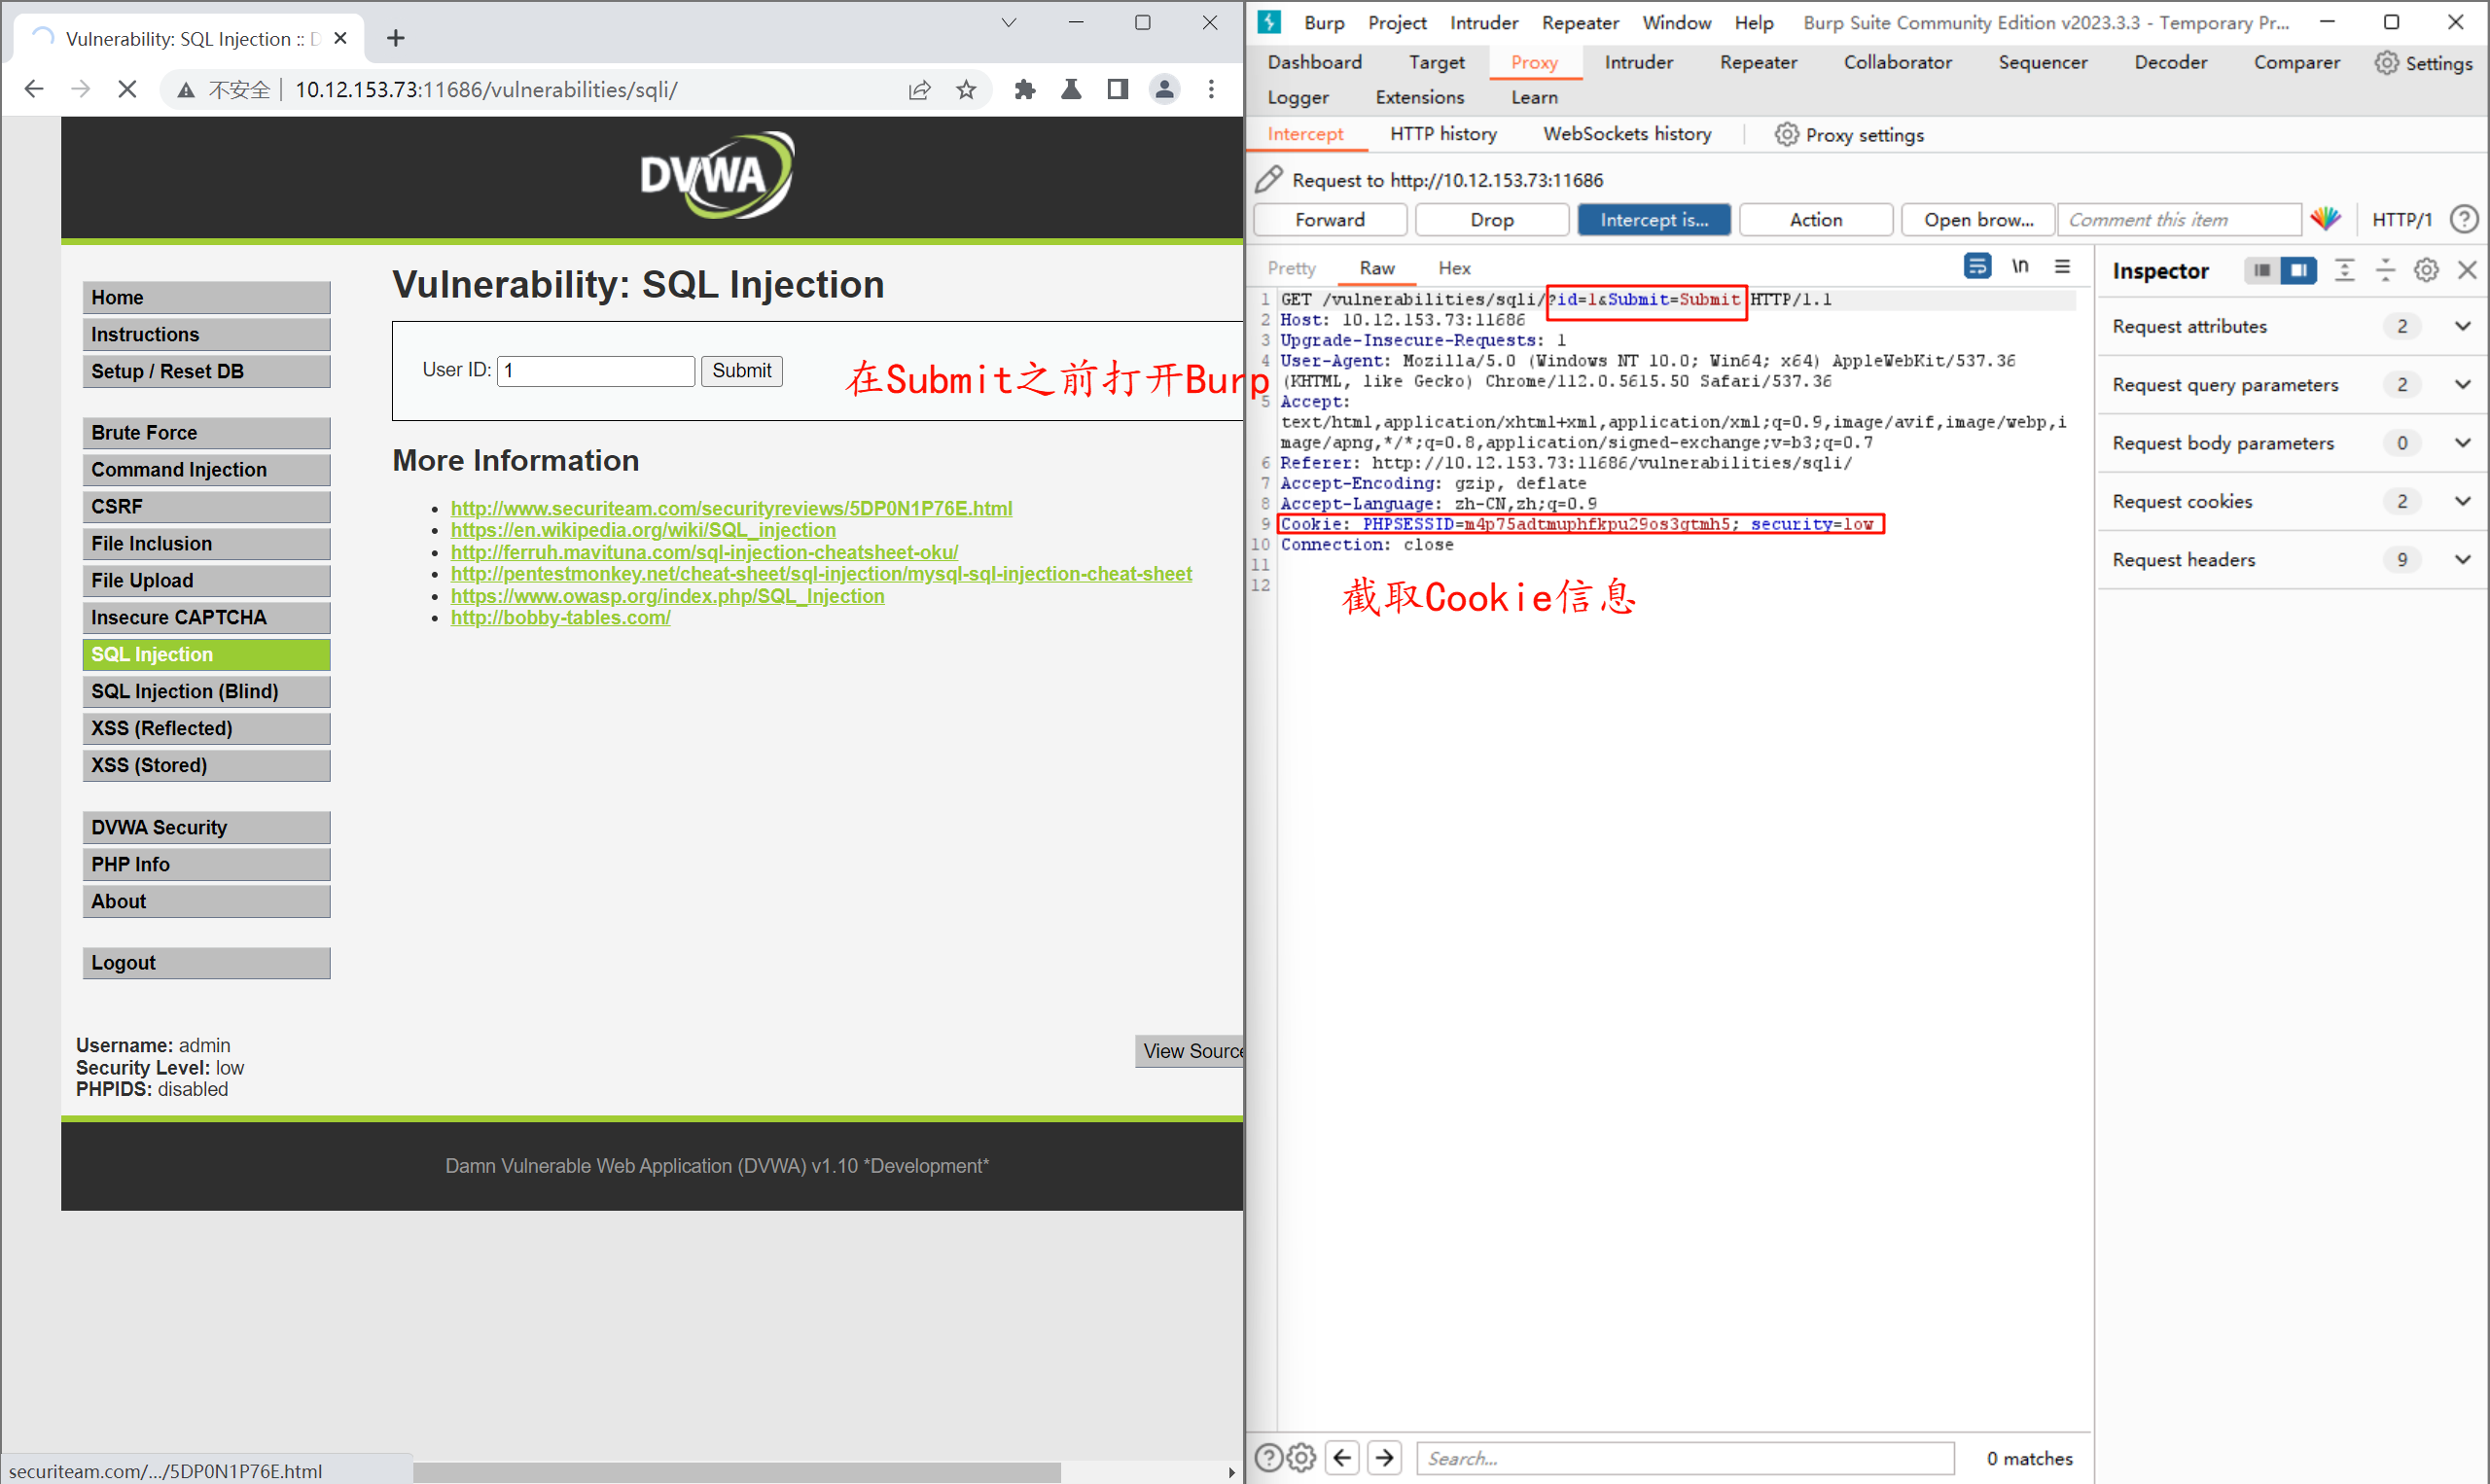 Vulnerability: SQL Injection :: D
不安全 | 10.12.153.73:11686/vulnerabilities/sqli/
DVWA
Home
Instructions
Setup / Reset DB
Brute Force
Command Injection
CSRF
File Inclusion
File Upload
Insecure CAPTCHA
SQL Injection
SQL Injection (Blind)
XSS (Reflected)
XSS (Stored)
DVWA Security
PHP Info
About
Logout
Vulnerability: SQL Injection
User ID: 1 Submit
在Submit之前打开Burp
More Information
http://www.securiteam.com/securityreviews/5DP0N1P76E.html
https://en.wikipedia.org/wiki/SQL_injection
http://ferruh.mavituna.com/sql-injection-cheatsheet-oku/
http://pentestmonkey.net/cheat-sheet/sql-injection/mysql-sql-injection-cheat-sheet
https://www.owasp.org/index.php/SQL_Injection
http://bobby-tables.com/
Username: admin
Security Level: low
PHPIDS: disabled
View Source
Damn Vulnerable Web Application (DVWA) v1.10 *Development*
securiteam.com/.../5DP0N1P76E.html
Burp Project Intruder Repeater Window Help Burp Suite Community Edition v2023.3.3 - Temporary Pr...
Dashboard Target Proxy Intruder Repeater Collaborator Sequencer Decoder Comparer Settings
Logger Extensions Learn
Intercept HTTP history WebSockets history Proxy settings
Request to http://10.12.153.73:11686
Forward Drop Intercept is... Action Open brow... Comment this item HTTP/1
Pretty Raw Hex \n
1 GET /vulnerabilities/sqli/?id=1&Submit=Submit HTTP/1.1
2 Host: 10.12.153.73:11686
3 Upgrade-Insecure-Requests: 1
4 User-Agent: Mozilla/5.0 (Windows NT 10.0; Win64; x64) AppleWebKit/537.36
(KHTML, like Gecko) Chrome/112.0.5615.50 Safari/537.36
5 Accept:
text/html,application/xhtml+xml,application/xml;q=0.9,image/avif,image/webp,i
mage/apng,*/*;q=0.8,application/signed-exchange;v=b3;q=0.7
6 Referer: http://10.12.153.73:11686/vulnerabilities/sqli/
7 Accept-Encoding: gzip, deflate
8 Accept-Language: zh-CN,zh;q=0.9
9 Cookie: PHPSESSID=m4p75adtmuphfkpu29os3gtmh5; security=low
10 Connection: close
11
12
截取Cookie信息
Inspector
Request attributes 2
Request query parameters 2
Request body parameters 0
Request cookies 2
Request headers 9
Search... 0 matches